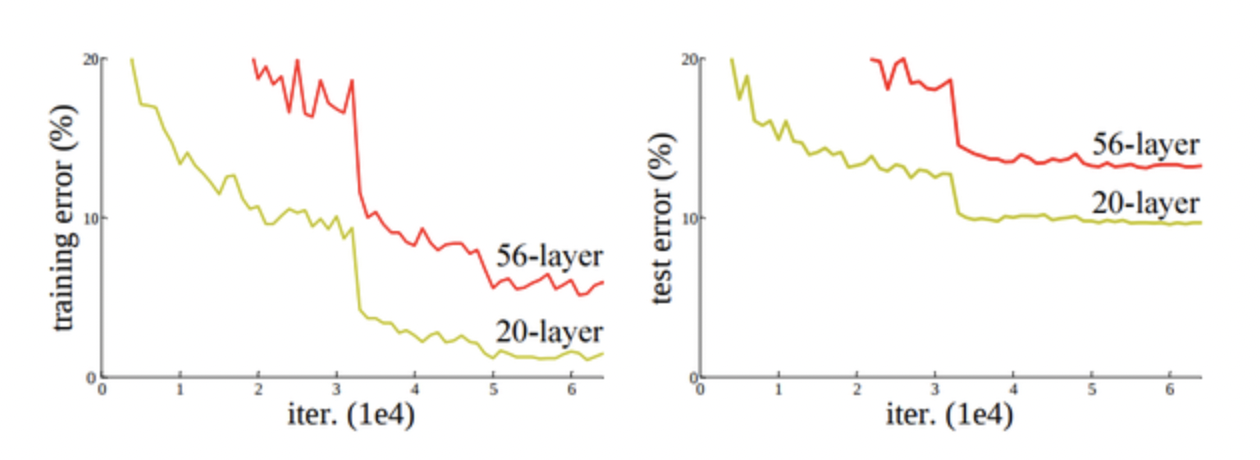 training error (%)
20
10
0
56-layer
20-layer
0 1 2 3 4 5 6
iter. (1e4)
test error (%)
20
10
0
56-layer
20-layer
0 1 2 3 4 5 6
iter. (1e4)